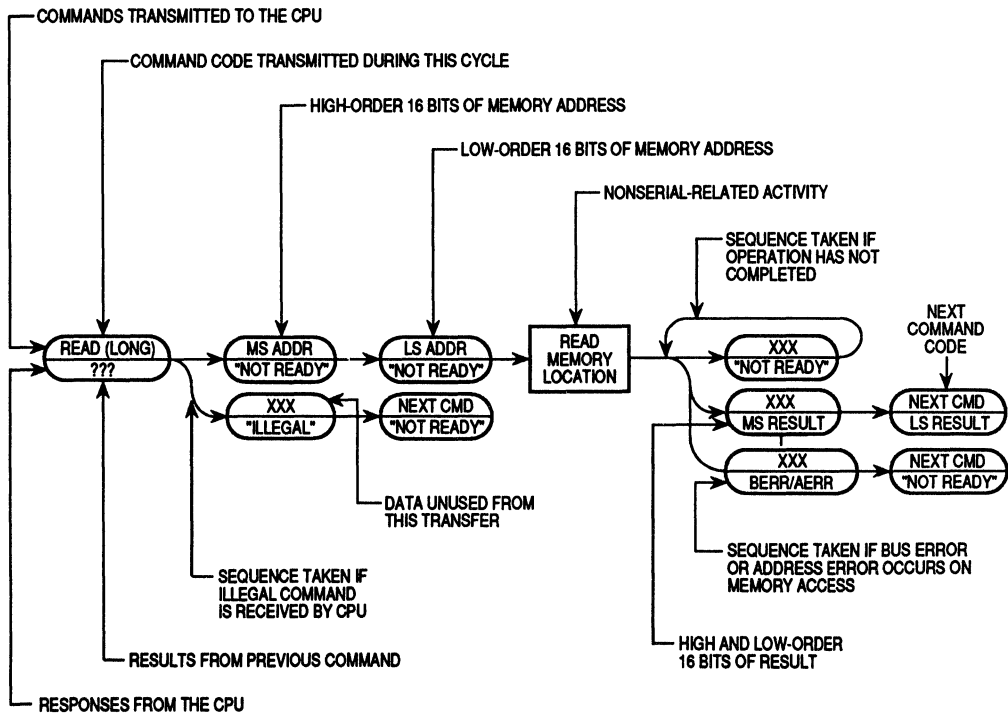 COMMANDS TRANSMITTED TO THE CPU
COMMAND CODE TRANSMITTED DURING THIS CYCLE
HIGH-ORDER 16 BITS OF MEMORY ADDRESS
LOW-ORDER 16 BITS OF MEMORY ADDRESS
NONSERIAL-RELATED ACTIVITY
SEQUENCE TAKEN IF
OPERATION HAS NOT
COMPLETED
NEXT
COMMAND
CODE
READ (LONG)
???
MS ADDR
"NOT READY"
LS ADDR
"NOT READY"
READ
MEMORY
LOCATION
XXX
"NOT READY"
XXX
"ILLEGAL"
NEXT CMD
"NOT READY"
XXX
MS RESULT
NEXT CMD
LS RESULT
XXX
BERR/AERR
NEXT CMD
"NOT READY"
DATA UNUSED FROM
THIS TRANSFER
SEQUENCE TAKEN IF
ILLEGAL COMMAND
IS RECEIVED BY CPU
SEQUENCE TAKEN IF BUS ERROR
OR ADDRESS ERROR OCCURS ON
MEMORY ACCESS
HIGH AND LOW-ORDER
16 BITS OF RESULT
RESULTS FROM PREVIOUS COMMAND
RESPONSES FROM THE CPU